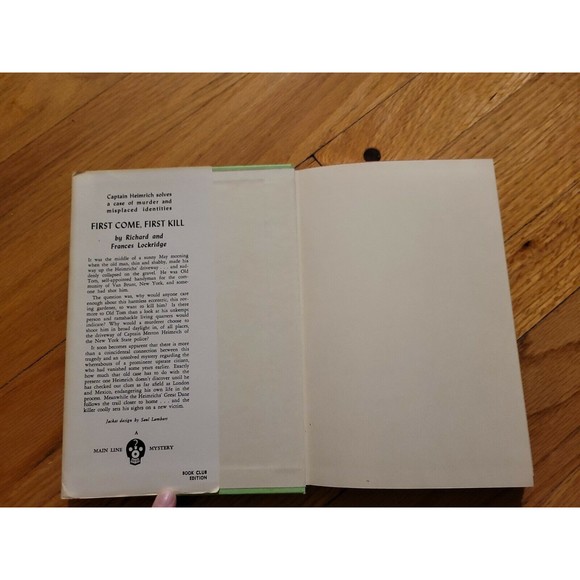 Captain Heimrich solves
a case of murder and
misplaced identities
FIRST COME, FIRST KILL
by Richard and
Frances Lockridge
It was the middle of a sunny May morning
when the old man, thin and shabby, made his
way up the Heimrichs' driveway . . . and sud-
denly collapsed on the gravel. He was Old
Tom, self-appointed handyman for the com-
munity of Van Brunt, New York, and some-
one had shot him.
The question was, why would anyone care
enough about this harmless eccentric, this rov-
ing gardener, to want to kill him? Is there
more to Old Tom than a look at his unkempt
person and ramshackle living quarters would
indicate? Why would a murderer choose to
shoot him in broad daylight in, of all places,
the driveway of Captain Merton Heimrich of
the New York State police?
It soon becomes apparent that there is more
than a coincidental connection between this
tragedy and an unsolved mystery regarding the
whereabouts of a prominent upstate citizen,
who had vanished some years earlier. Exactly
how much that old case has to do with the
present one Heimrich doesn't discover until he
has checked out clues as far afield as London
and Mexico, endangering his own life in the
process. Meanwhile the Heimrichs' Great Dane
follows the trail closer to home . . . and the
killer coolly sets his sights on a new victim.
Jacket design by Saul Lambert
A
MAIN LINE MYSTERY
BOOK CLUB
EDITION